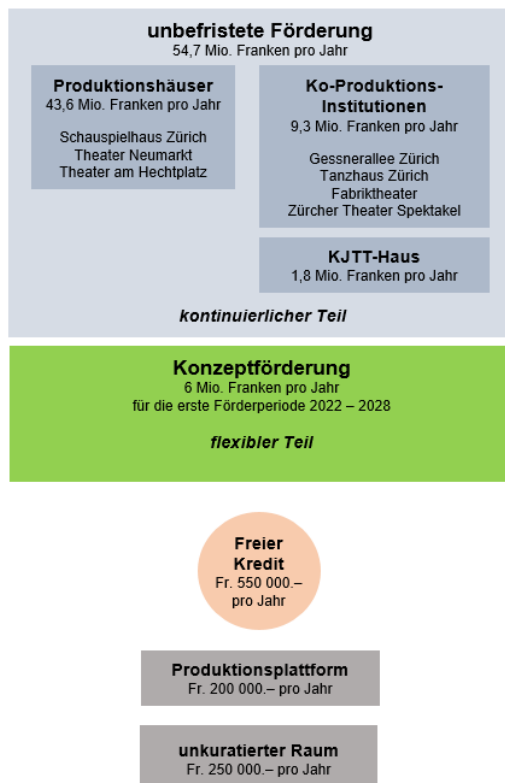 unbefristete Förderung
54,7 Mio. Franken pro Jahr
Produktionshäuser
43,6 Mio. Franken pro Jahr
Schauspielhaus Zürich
Theater Neumarkt
Theater am Hechtplatz
Ko-Produktions-
Institutionen
9,3 Mio. Franken pro Jahr
Gessnerallee Zürich
Tanzhaus Zürich
Fabriktheater
Zürcher Theater Spektakel
KJTT-Haus
1,8 Mio. Franken pro Jahr
kontinuierlicher Teil
Konzeptförderung
6 Mio. Franken pro Jahr
für die erste Förderperiode 2022 – 2028
flexibler Teil
Freier
Kredit
Fr. 550 000.–
pro Jahr
Produktionsplattform
Fr. 200 000.– pro Jahr
unkuratierter Raum
Fr. 250 000.– pro Jahr